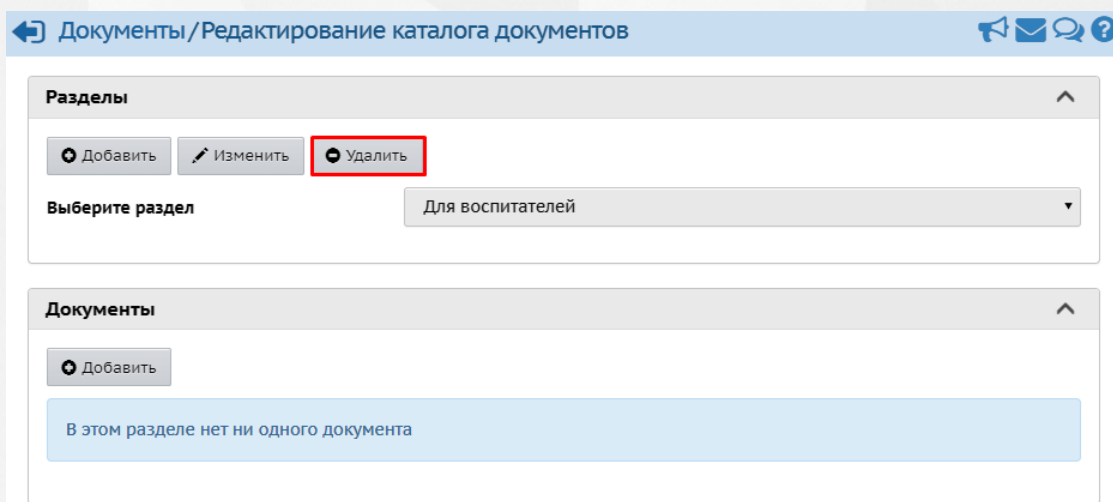 Документы/Редактирование каталога документов
Разделы
Добавить Изменить Удалить
Выберите раздел Для воспитателей
Документы
Добавить
В этом разделе нет ни одного документа